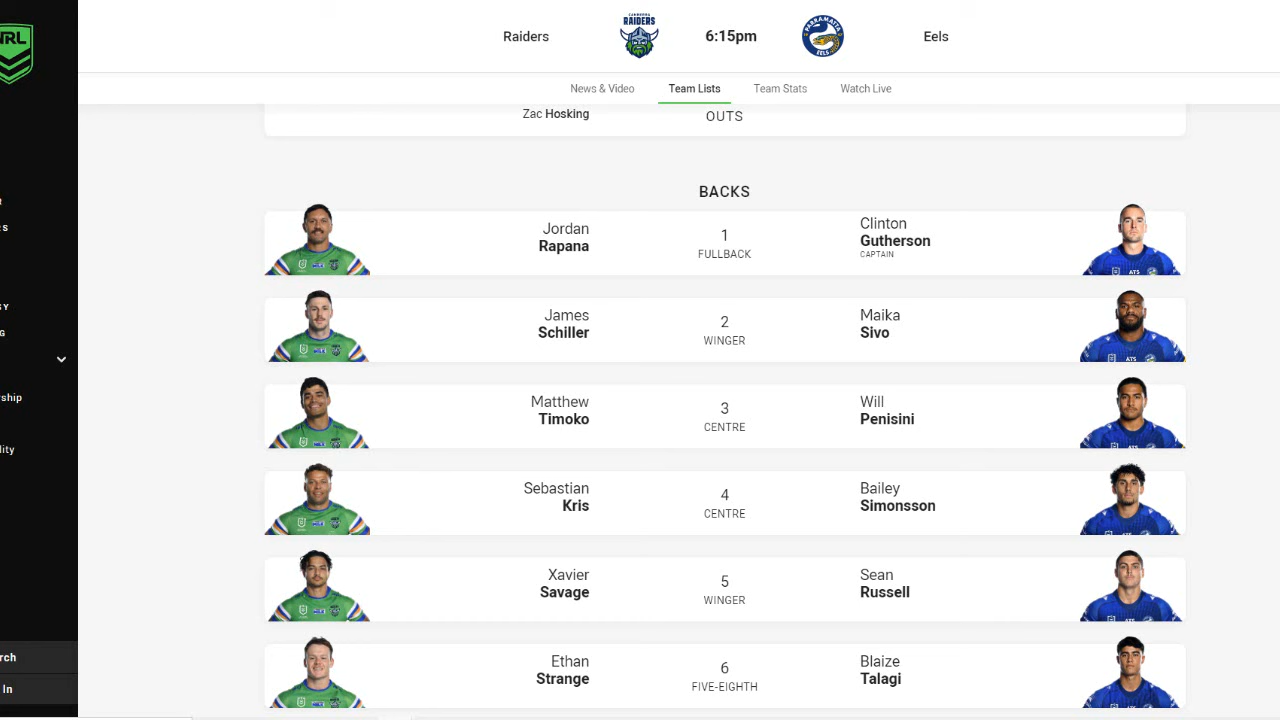 NRL
Raiders
CANBERRA
RAIDERS
6:15pm
PARRAMATTA
EELS
Eels
News & Video
Team Lists
Team Stats
Watch Live
Zac Hosking
OUTS
BACKS
Jordan
Rapana
1
FULLBACK
Clinton
Gutherson
CAPTAIN
James
Schiller
2
WINGER
Maika
Sivo
Matthew
Timoko
3
CENTRE
Will
Penisini
Sebastian
Kris
4
CENTRE
Bailey
Simonsson
Xavier
Savage
5
WINGER
Sean
Russell
Ethan
Strange
6
FIVE-EIGHTH
Blaize
Talagi
R
S
Y
G
ship
lity
rch
In